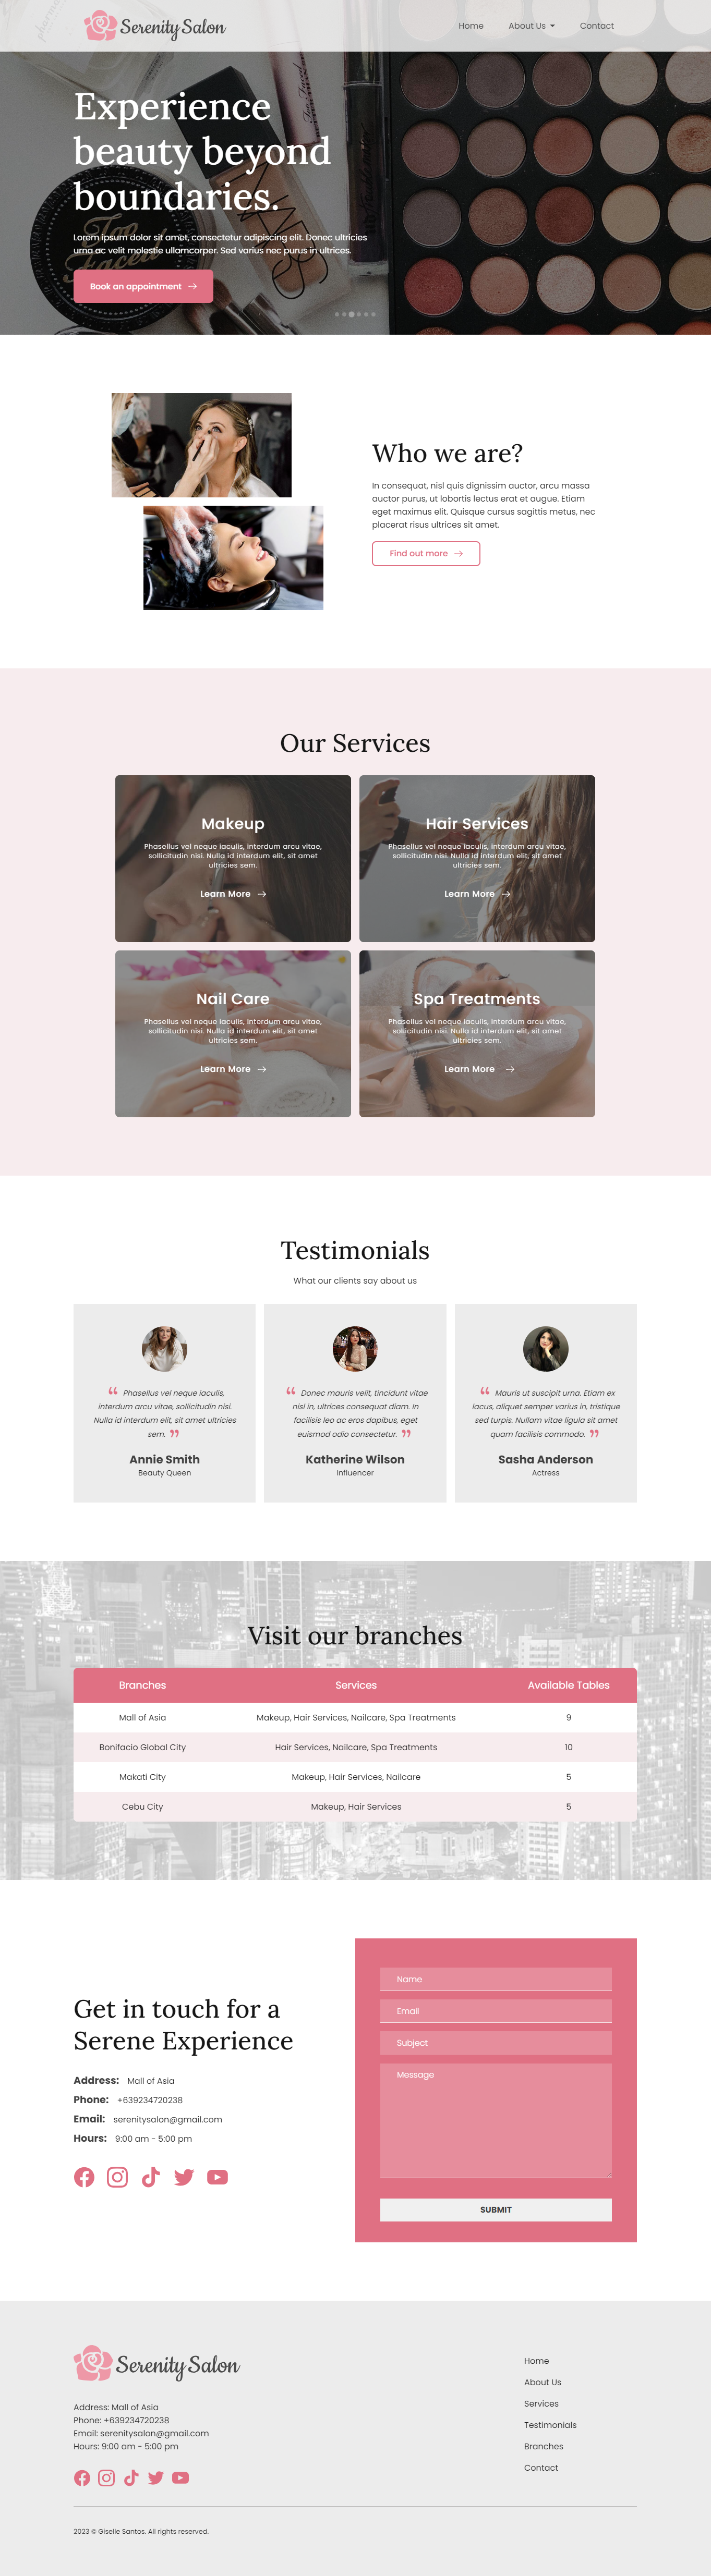 Serenity Salon
Home
About Us
Contact
Experience
beauty beyond
boundaries.
Lorem ipsum dolor sit amet, consectetur adipiscing elit. Donec ultricies
urna ac velit molestie ullamcorper. Sed varius nec purus in ultrices.
Book an appointment
Too
Faced
Who we are?
In consequat, nisl quis dignissim auctor, arcu massa
auctor purus, ut lobortis lectus erat et augue. Etiam
eget maximus elit. Quisque cursus sagittis metus, nec
placerat risus ultrices sit amet.
Find out more
Our Services
Makeup
Phasellus vel neque iaculis, interdum arcu vitae,
sollicitudin nisi. Nulla id interdum elit, sit amet
ultricies sem.
Learn More
Hair Services
Phasellus vel neque iaculis, interdum arcu vitae,
sollicitudin nisi. Nulla id interdum elit, sit amet
ultricies sem.
Learn More
Nail Care
Phasellus vel neque iaculis, interdum arcu vitae,
sollicitudin nisi. Nulla id interdum elit, sit amet
ultricies sem.
Learn More
Spa Treatments
Phasellus vel neque iaculis, interdum arcu vitae,
sollicitudin nisi. Nulla id interdum elit, sit amet
ultricies sem.
Learn More
Testimonials
What our clients say about us
“ Phasellus vel neque iaculis,
interdum arcu vitae, sollicitudin nisi.
Nulla id interdum elit, sit amet ultricies
sem. ”
Annie Smith
Beauty Queen
“ Donec mauris velit, tincidunt vitae
nisl in, ultrices consequat diam. In
facilisis leo ac eros dapibus, eget
euismod odio consectetur. ”
Katherine Wilson
Influencer
“ Mauris ut suscipit urna. Etiam ex
lacus, aliquet semper varius in, tristique
sed turpis. Nullam vitae ligula sit amet
quam facilisis commodo. ”
Sasha Anderson
Actress
Visit our branches
Branches Services Available Tables
Mall of Asia Makeup, Hair Services, Nailcare, Spa Treatments 9
Bonifacio Global City Hair Services, Nailcare, Spa Treatments 10
Makati City Makeup, Hair Services, Nailcare 5
Cebu City Makeup, Hair Services 5
Get in touch for a
Serene Experience
Address: Mall of Asia
Phone: +639234720238
Email: serenitysalon@gmail.com
Hours: 9:00 am - 5:00 pm
Name
Email
Subject
Message
SUBMIT
Serenity Salon
Address: Mall of Asia
Phone: +639234720238
Email: serenitysalon@gmail.com
Hours: 9:00 am - 5:00 pm
Home
About Us
Services
Testimonials
Branches
Contact
2023 © Giselle Santos. All rights reserved.